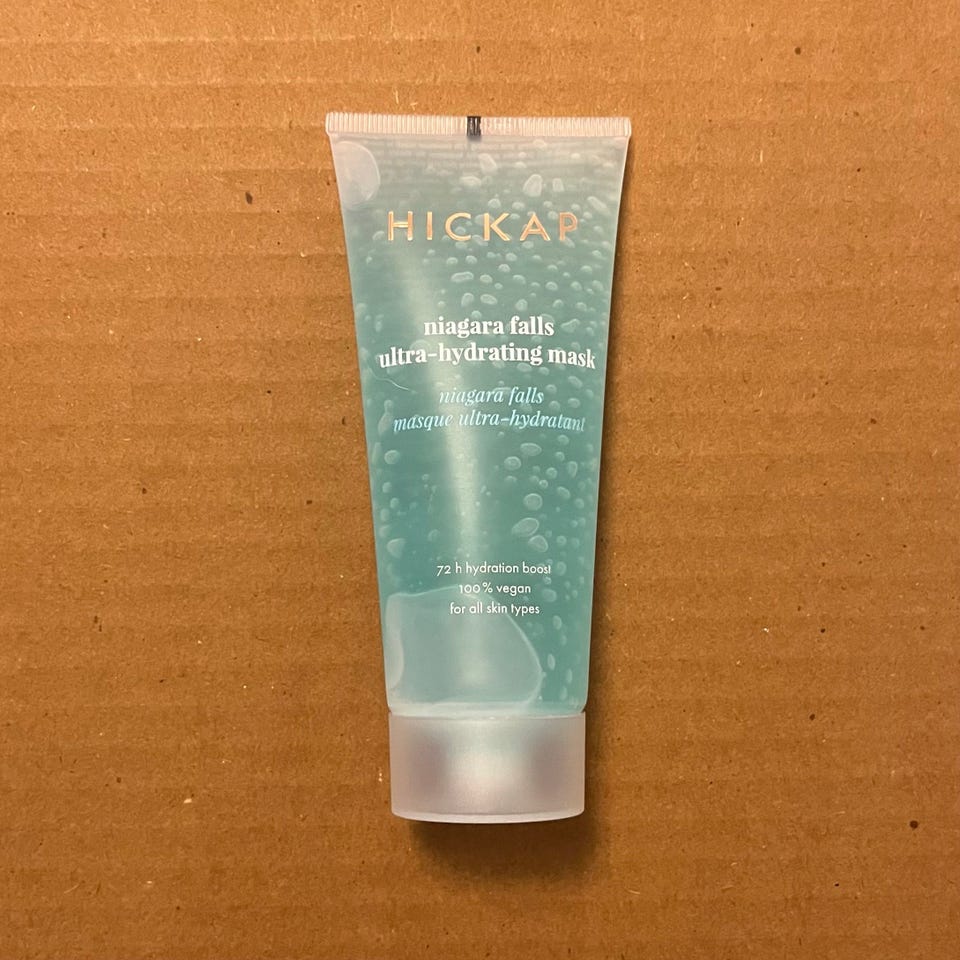 HICKAP
niagara falls
ultra-hydrating mask
niagara falls
masque ultra-hydratant
72 h hydration boost
100% vegan
for all skin types